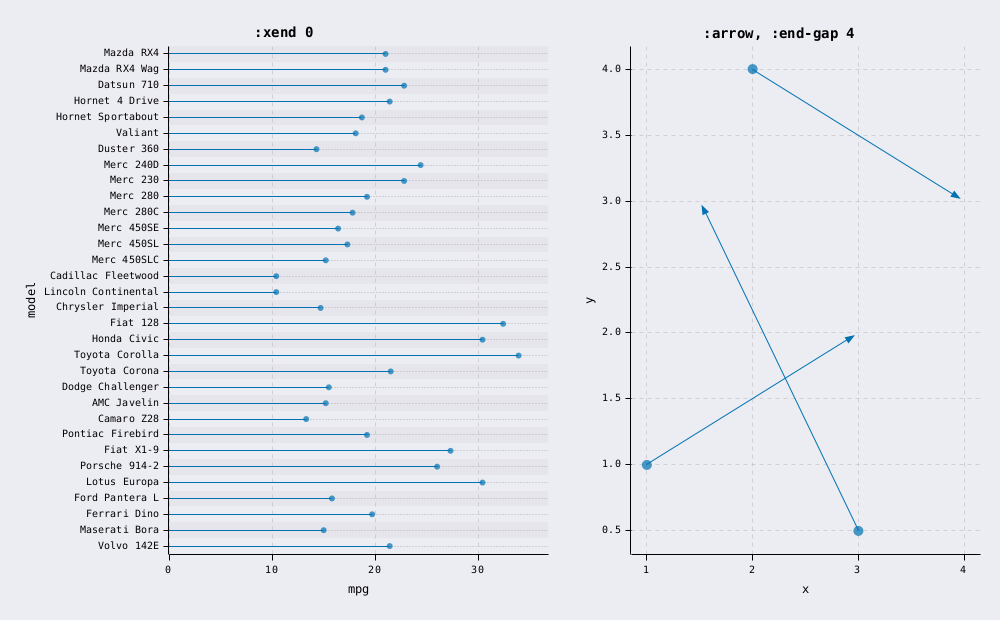 :xend 0
Mazda RX4
Mazda RX4 Wag
Datsun 710
Hornet 4 Drive
Hornet Sportabout
Valiant
Duster 360
Merc 240D
Merc 230
Merc 280
Merc 280C
Merc 450SE
Merc 450SL
Merc 450SLC
Cadillac Fleetwood
Lincoln Continental
Chrysler Imperial
Fiat 128
Honda Civic
Toyota Corolla
Toyota Corona
Dodge Challenger
AMC Javelin
Camaro Z28
Pontiac Firebird
Fiat X1-9
Porsche 914-2
Lotus Europa
Ford Pantera L
Ferrari Dino
Maserati Bora
Volvo 142E
model
0 10 20 30
mpg
:arrow, :end-gap 4
4.0
3.5
3.0
2.5
2.0
1.5
1.0
0.5
y
1 2 3 4
x